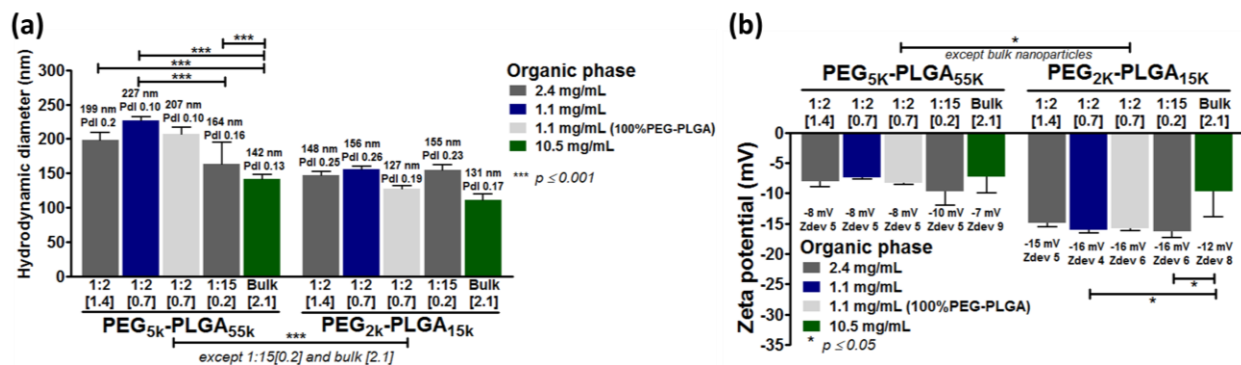 (a)
***
***
***
***
Hydrodynamic diameter (nm)
300
250
200
150
100
50
0
199 nm
PdI 0.2
227 nm
PdI 0.10
207 nm
PdI 0.10
164 nm
PdI 0.16
142 nm
PdI 0.13
148 nm
PdI 0.25
156 nm
PdI 0.26
127 nm
PdI 0.19
155 nm
PdI 0.23
131 nm
PdI 0.17
1:2 1:2 1:2 1:15 Bulk 1:2 1:2 1:2 1:15 Bulk
[1.4] [0.7] [0.7] [0.2] [2.1] [1.4] [0.7] [0.7] [0.2] [2.1]
PEG5k-PLGA55k PEG2k-PLGA15k
***
except 1:15[0.2] and bulk [2.1]
Organic phase
2.4 mg/mL
1.1 mg/mL
1.1 mg/mL (100%PEG-PLGA)
10.5 mg/mL
*** p ≤ 0.001
(b)
*
except bulk nanoparticles
PEG5K-PLGA55K PEG2K-PLGA15K
1:2 1:2 1:2 1:15 Bulk 1:2 1:2 1:2 1:15 Bulk
[1.4] [0.7] [0.7] [0.2] [2.1] [1.4] [0.7] [0.7] [0.2] [2.1]
Zeta potential (mV)
0
-5
-10
-15
-20
-25
-30
-35
-8 mV -8 mV -8 mV -10 mV -7 mV
Zdev 5 Zdev 5 Zdev 5 Zdev 5 Zdev 9
-15 mV -16 mV -16 mV -16 mV -12 mV
Zdev 5 Zdev 4 Zdev 6 Zdev 6 Zdev 8
*
*
Organic phase
2.4 mg/mL
1.1 mg/mL
1.1 mg/mL (100%PEG-PLGA)
10.5 mg/mL
* p ≤ 0.05